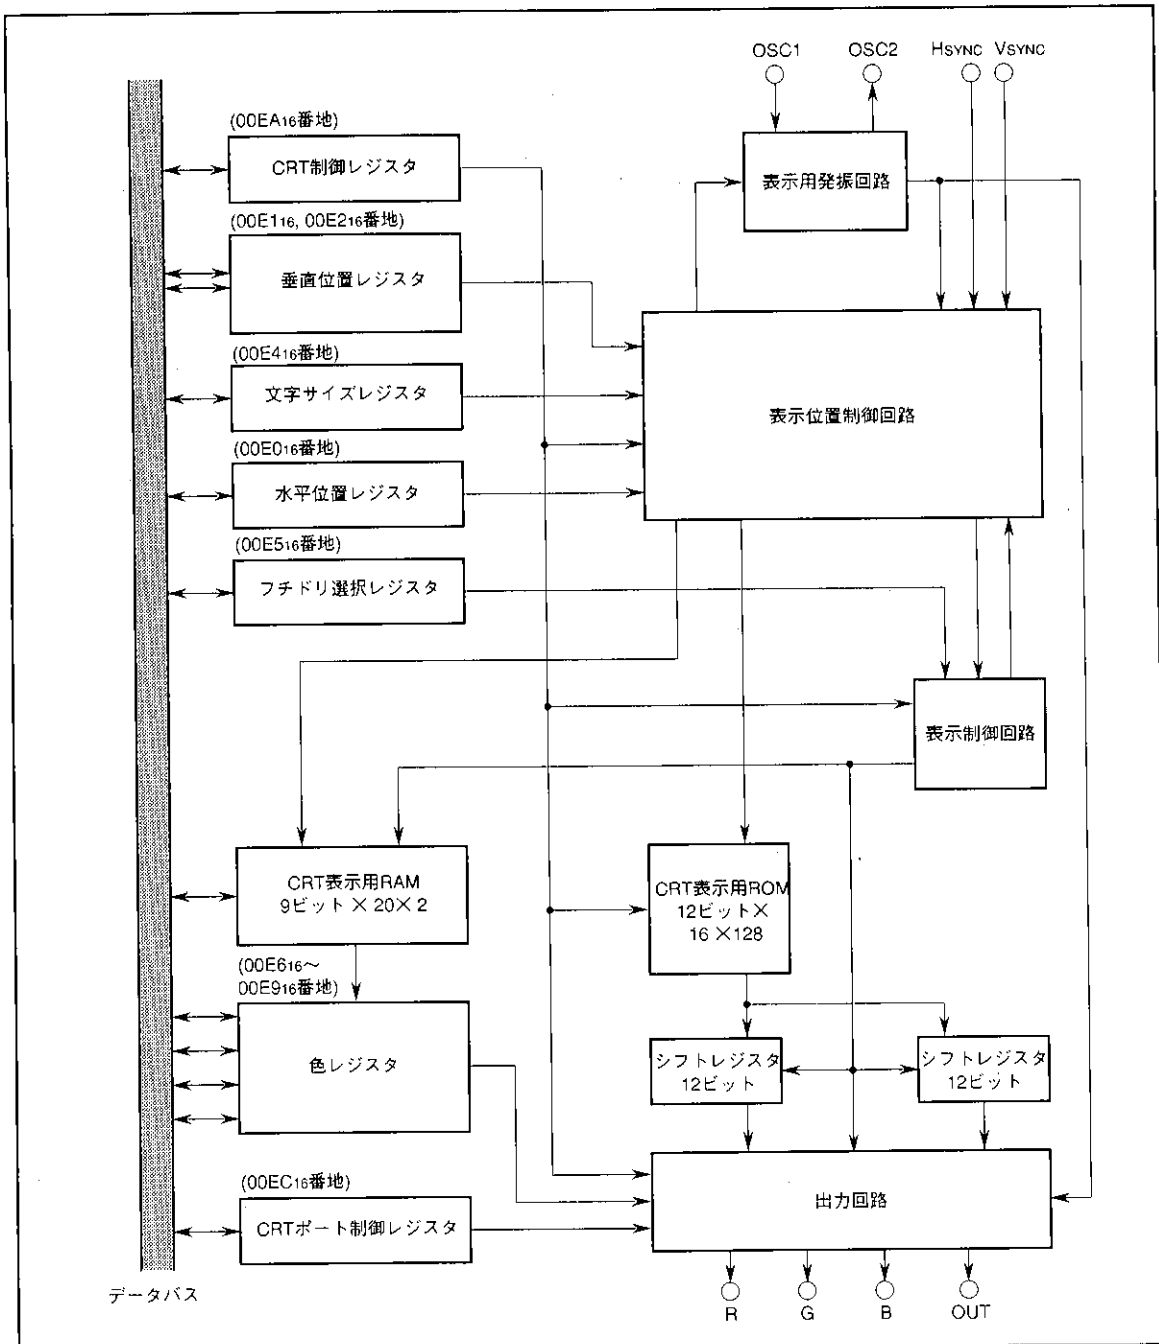 OSC1 OSC2 HSYNC VSYNC
(00EA16番地)
CRT制御レジスタ
表示用発振回路
(00E116, 00E216番地)
垂直位置レジスタ
(00E416番地)
文字サイズレジスタ
表示位置制御回路
(00E016番地)
水平位置レジスタ
(00E516番地)
フチドリ選択レジスタ
表示制御回路
CRT表示用RAM
9ビット × 20× 2
CRT表示用ROM
12ビット×
16 ×128
(00E616～
00E916番地)
色レジスタ
シフトレジスタ
12ビット
シフトレジスタ
12ビット
(00EC16番地)
CRTポート制御レジスタ
出力回路
データバス
R G B OUT